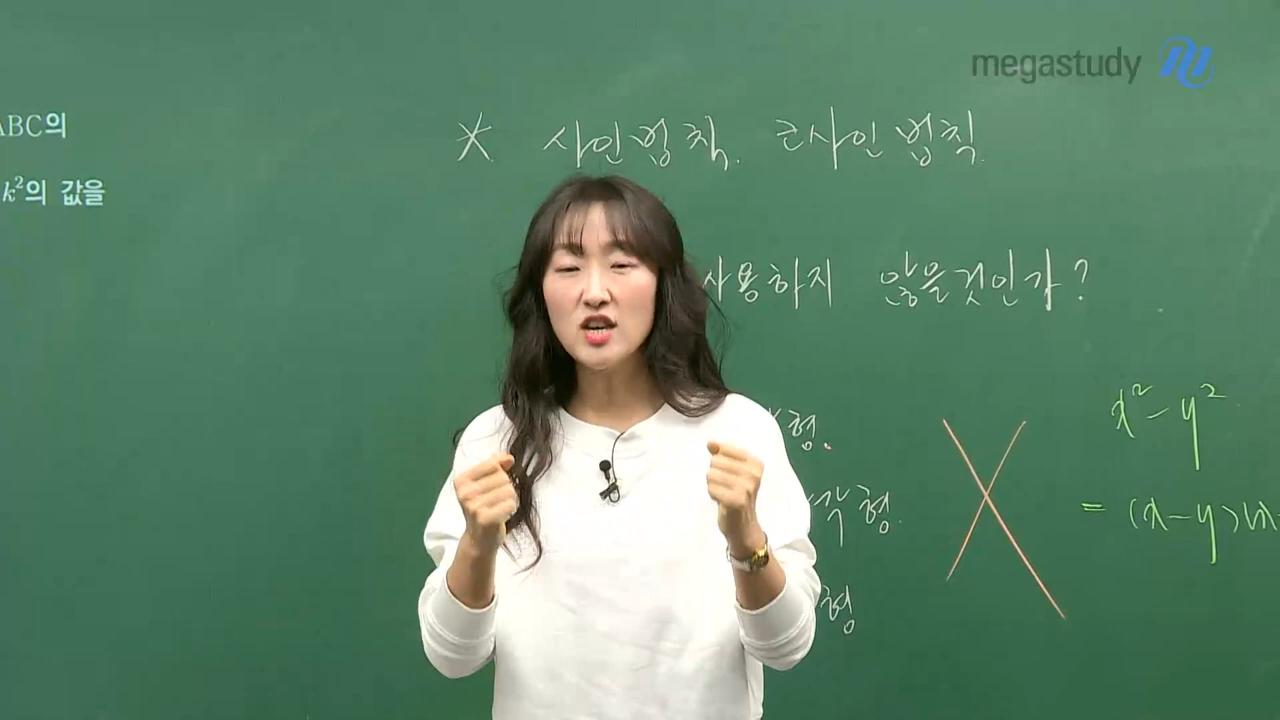 megastudy
ABC의
k²의 값을
* 사인법칙. 코사인법칙.
사용하지 않을것인가?
형.
각형.
형
x² - y²
= (x-y)(x